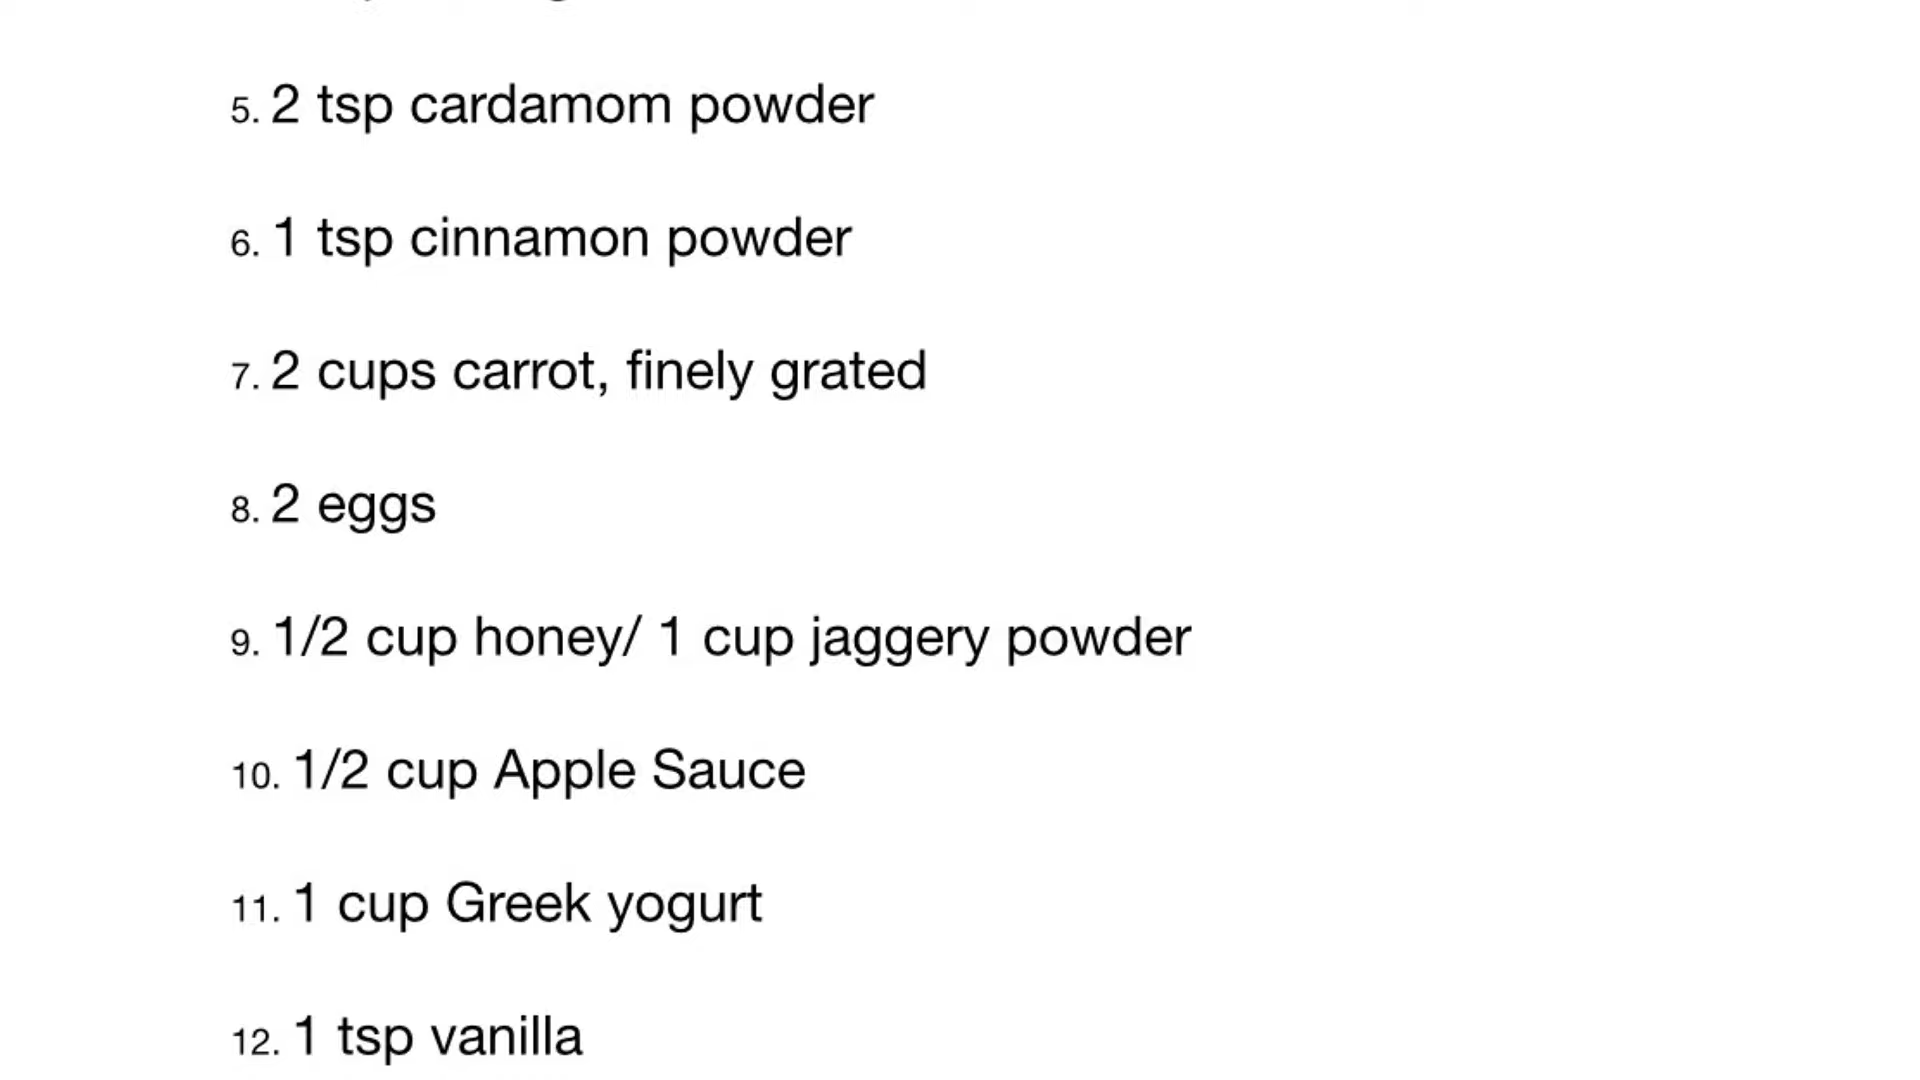 5. 2 tsp cardamom powder
6. 1 tsp cinnamon powder
7. 2 cups carrot, finely grated
8. 2 eggs
9. 1/2 cup honey/ 1 cup jaggery powder
10. 1/2 cup Apple Sauce
11. 1 cup Greek yogurt
12. 1 tsp vanilla